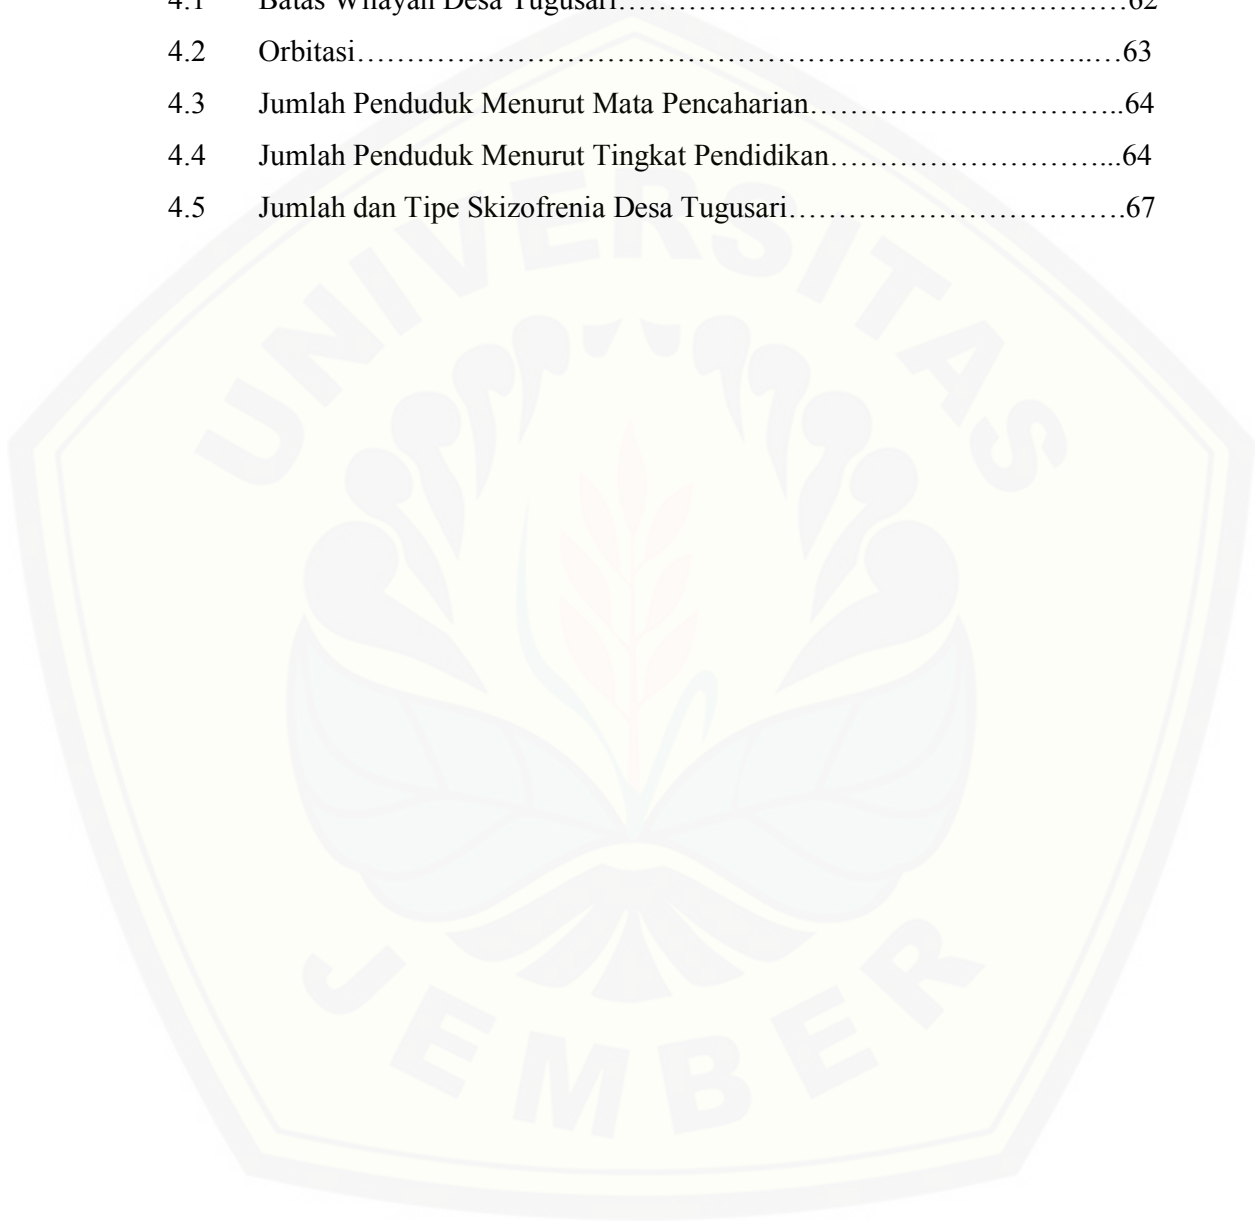 4.1 Batas Wilayah Desa Tugusari……………………………………………………62
4.2 Orbitasi…………………………………………………………………………..…63
4.3 Jumlah Penduduk Menurut Mata Pencaharian………………………………..64
4.4 Jumlah Penduduk Menurut Tingkat Pendidikan……………………………...64
4.5 Jumlah dan Tipe Skizofrenia Desa Tugusari…………………………………67
UNIVERSITAS
JEMBER